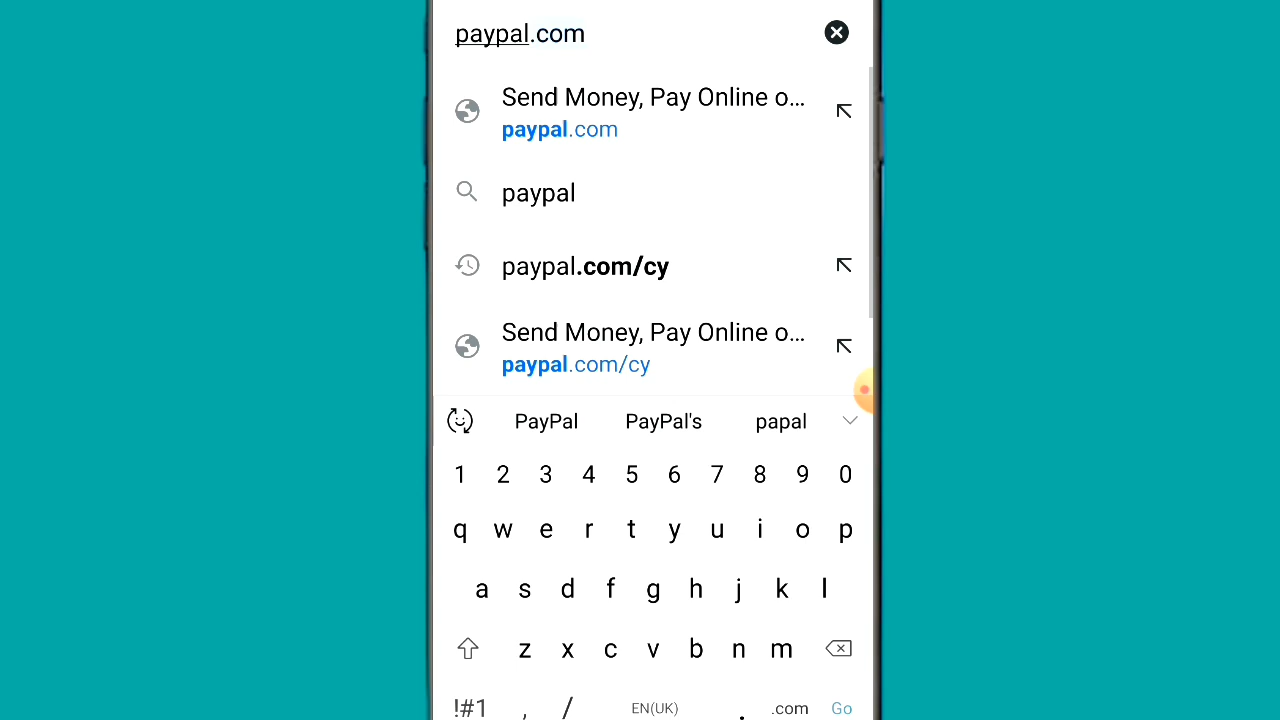 paypal.com
Send Money, Pay Online o...
paypal.com
paypal
paypal.com/cy
Send Money, Pay Online o...
paypal.com/cy
PayPal PayPal's papal
1 2 3 4 5 6 7 8 9 0
q w e r t y u i o p
a s d f g h j k l
z x c v b n m
!#1 , / EN(UK) . .com Go